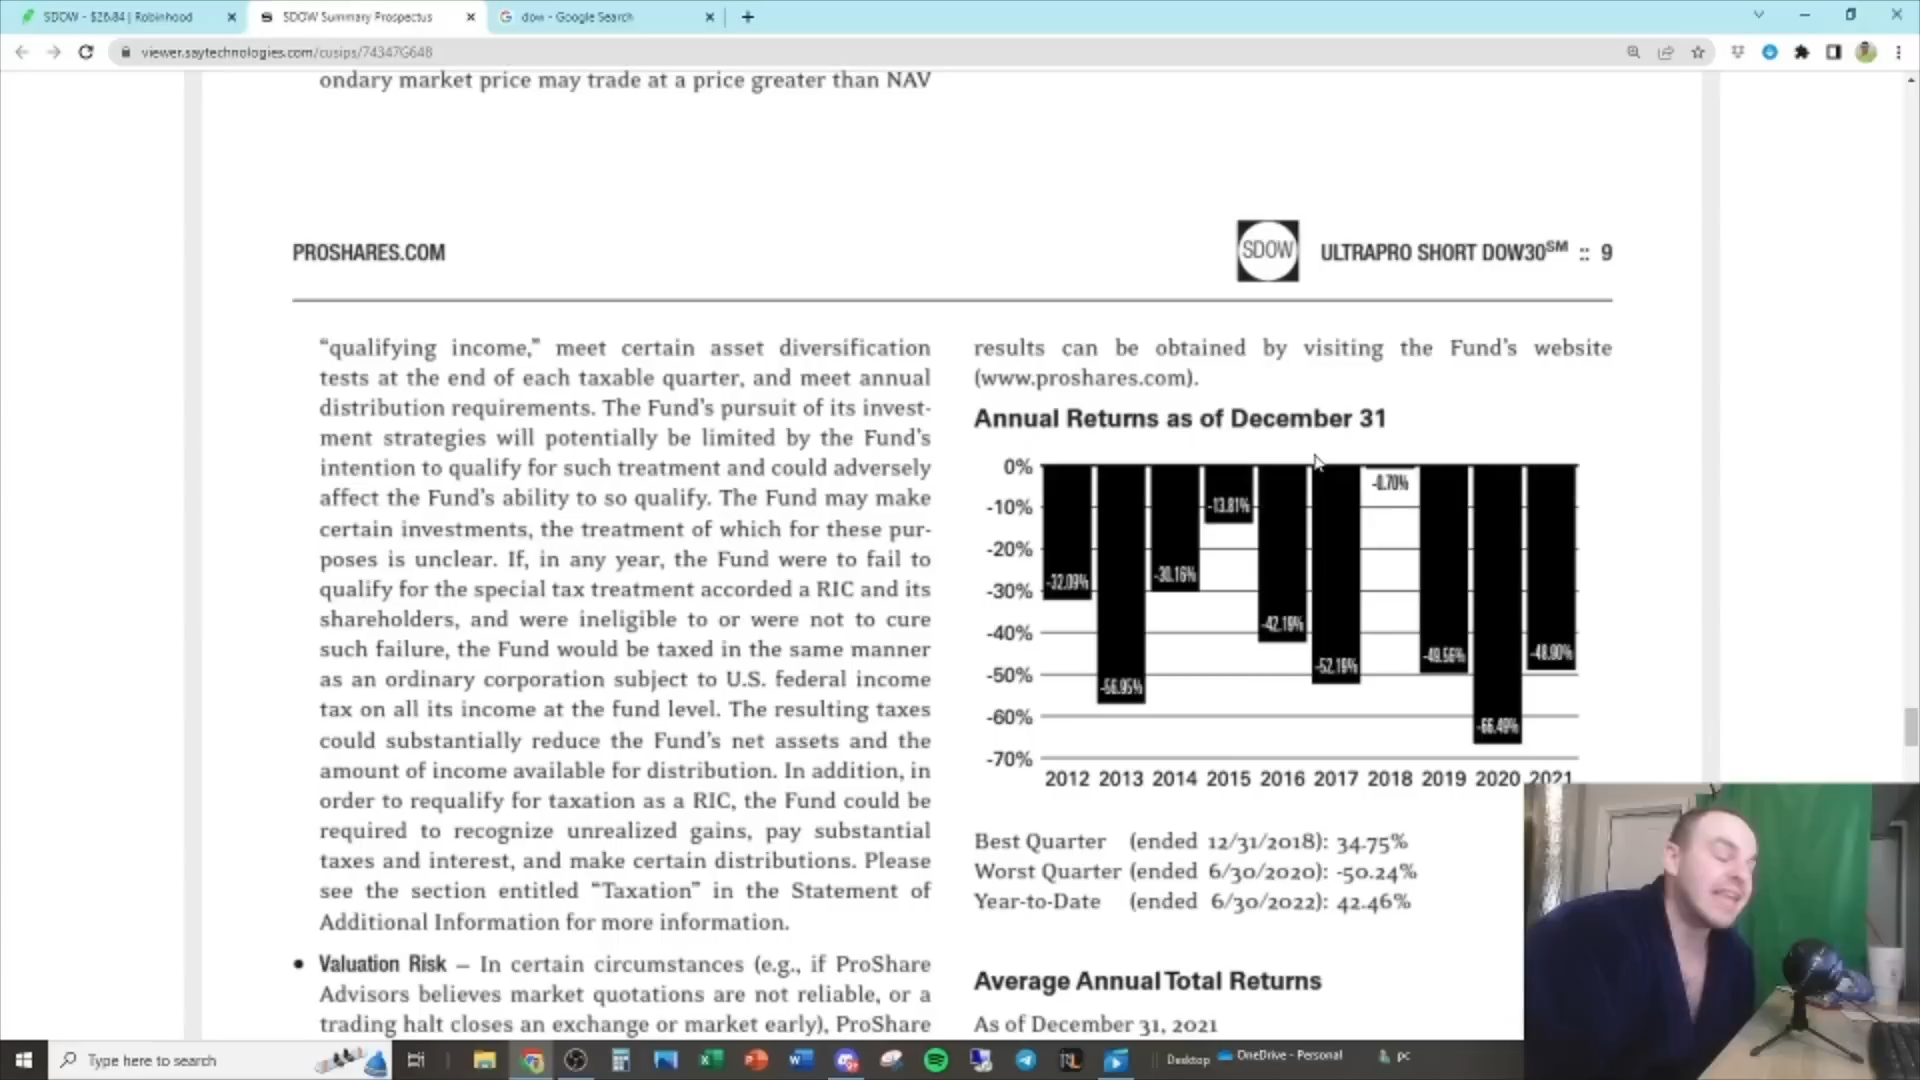 SDOW - $26.84 | Robinhood
SDOW Summary Prospectus
dow - Google Search
viewer.saytechnologies.com/cusips/74347G648
ondary market price may trade at a price greater than NAV
PROSHARES.COM
SDOW
ULTRAPRO SHORT DOW30SM :: 9
“qualifying income,” meet certain asset diversification
tests at the end of each taxable quarter, and meet annual
distribution requirements. The Fund’s pursuit of its invest-
ment strategies will potentially be limited by the Fund’s
intention to qualify for such treatment and could adversely
affect the Fund’s ability to so qualify. The Fund may make
certain investments, the treatment of which for these pur-
poses is unclear. If, in any year, the Fund were to fail to
qualify for the special tax treatment accorded a RIC and its
shareholders, and were ineligible to or were not to cure
such failure, the Fund would be taxed in the same manner
as an ordinary corporation subject to U.S. federal income
tax on all its income at the fund level. The resulting taxes
could substantially reduce the Fund’s net assets and the
amount of income available for distribution. In addition, in
order to requalify for taxation as a RIC, the Fund could be
required to recognize unrealized gains, pay substantial
taxes and interest, and make certain distributions. Please
see the section entitled “Taxation” in the Statement of
Additional Information for more information.
• Valuation Risk – In certain circumstances (e.g., if ProShare
Advisors believes market quotations are not reliable, or a
trading halt closes an exchange or market early), ProShare
results can be obtained by visiting the Fund’s website
(www.proshares.com).
Annual Returns as of December 31
0%
-10%
-20%
-30%
-40%
-50%
-60%
-70%
-32.09%
-56.95%
-30.16%
-13.81%
-42.19%
-52.19%
-0.70%
-49.56%
-66.49%
-48.90%
2012 2013 2014 2015 2016 2017 2018 2019 2020 2021
Best Quarter (ended 12/31/2018): 34.75%
Worst Quarter (ended 6/30/2020): -50.24%
Year-to-Date (ended 6/30/2022): 42.46%
Average Annual Total Returns
As of December 31, 2021
Type here to search
Desktop
OneDrive - Personal
pc